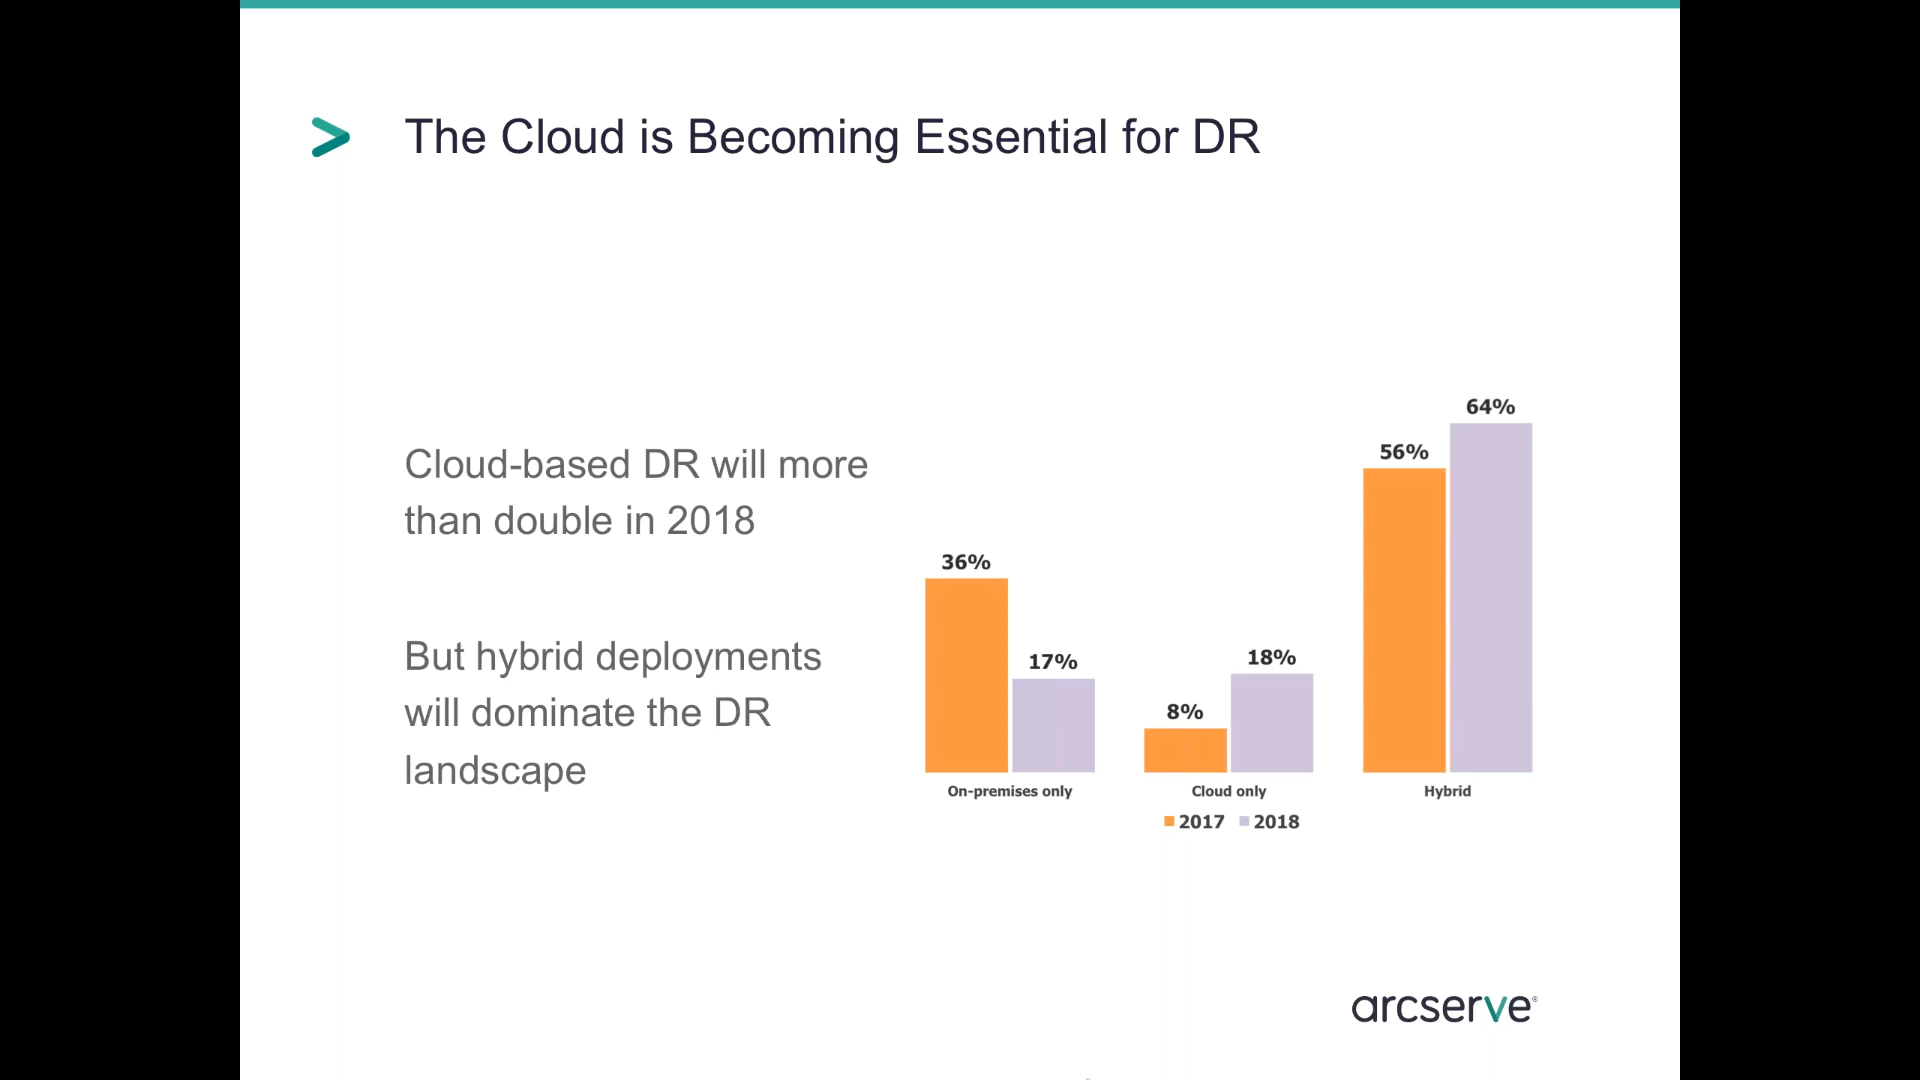 The Cloud is Becoming Essential for DR
Cloud-based DR will more
than double in 2018
But hybrid deployments
will dominate the DR
landscape
64%
56%
36%
17%
18%
8%
On-premises only
Cloud only
Hybrid
2017
2018
arcserve®